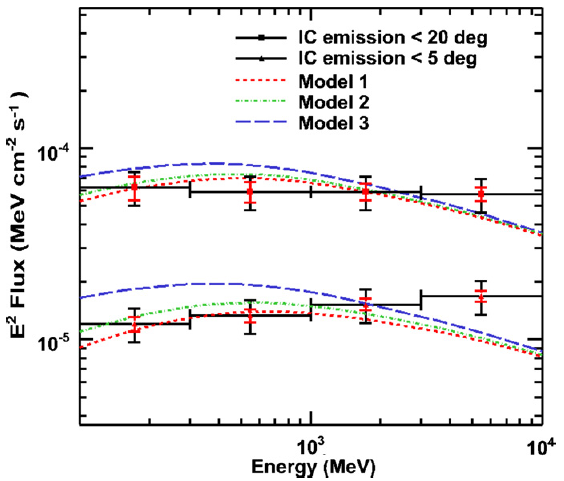 IC emission < 20 deg
IC emission < 5 deg
Model 1
Model 2
Model 3
E² Flux (MeV cm⁻² s⁻¹)
10⁻⁴
10⁻⁵
10³
10⁴
Energy (MeV)